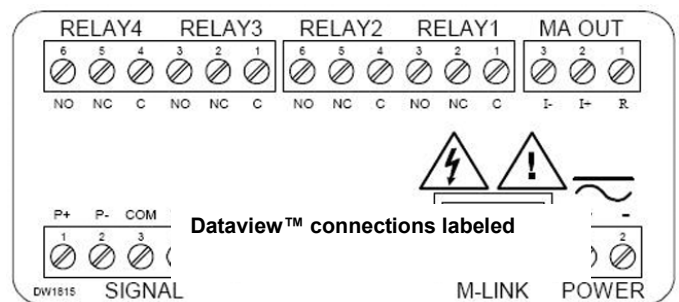 RELAY4 RELAY3 RELAY2 RELAY1 MA OUT
6 5 4 3 2 1 6 5 4 3 2 1 3 2 1
NO NC C NO NC C NO NC C NO NC C I- I+ R
P+ P- COM -
1 2 3 2
Dataview™ connections labeled
DW1815 SIGNAL M-LINK POWER